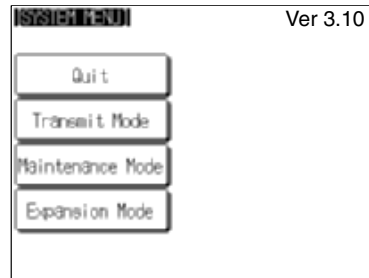 [SYSTEM MENU]
Ver 3.10
Quit
Transmit Mode
Maintenance Mode
Expansion Mode